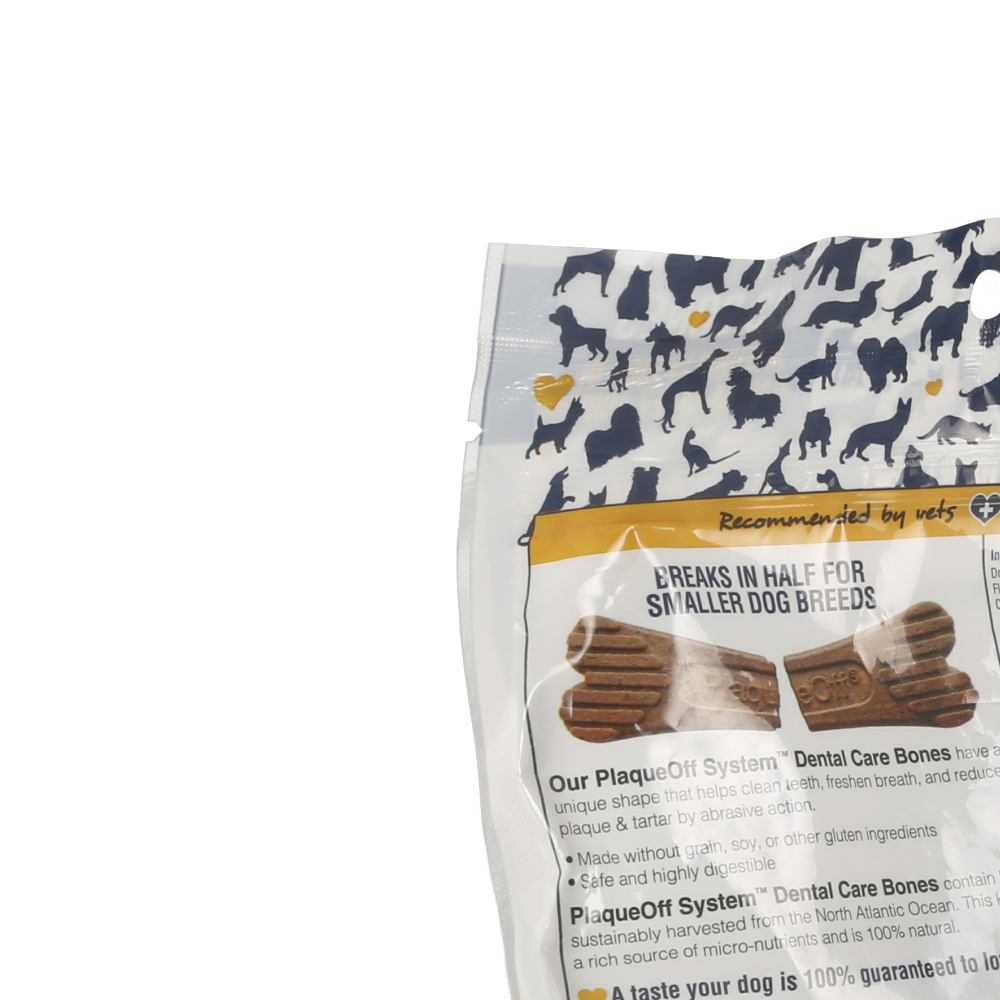 Recommended by vets
BREAKS IN HALF FOR
SMALLER DOG BREEDS
Plaqu
eOff®
Our PlaqueOff System™ Dental Care Bones have a
unique shape that helps clean teeth, freshen breath, and reduce
plaque & tartar by abrasive action.
• Made without grain, soy, or other gluten ingredients
• Safe and highly digestible
PlaqueOff System™ Dental Care Bones contain
sustainably harvested from the North Atlantic Ocean. This
a rich source of micro-nutrients and is 100% natural.
A taste your dog is 100% guaranteed to